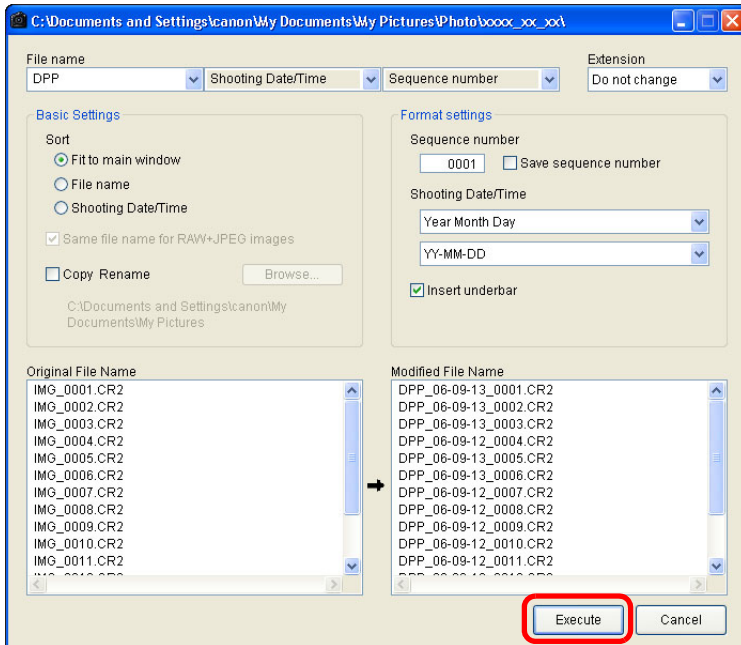 C:\Documents and Settings\canon\My Documents\My Pictures\Photo\xxxx_xx_xx\
File name
Extension
DPP
Shooting Date/Time
Sequence number
Do not change
Basic Settings
Sort
Fit to main window
File name
Shooting Date/Time
Same file name for RAW+JPEG images
Copy Rename
Browse...
C:\Documents and Settings\canon\My
Documents\My Pictures
Format settings
Sequence number
0001
Save sequence number
Shooting Date/Time
Year Month Day
YY-MM-DD
Insert underbar
Original File Name
IMG_0001.CR2
IMG_0002.CR2
IMG_0003.CR2
IMG_0004.CR2
IMG_0005.CR2
IMG_0006.CR2
IMG_0007.CR2
IMG_0008.CR2
IMG_0009.CR2
IMG_0010.CR2
IMG_0011.CR2
Modified File Name
DPP_06-09-13_0001.CR2
DPP_06-09-13_0002.CR2
DPP_06-09-13_0003.CR2
DPP_06-09-12_0004.CR2
DPP_06-09-13_0005.CR2
DPP_06-09-13_0006.CR2
DPP_06-09-12_0007.CR2
DPP_06-09-12_0008.CR2
DPP_06-09-12_0009.CR2
DPP_06-09-12_0010.CR2
DPP_06-09-12_0011.CR2
Execute
Cancel